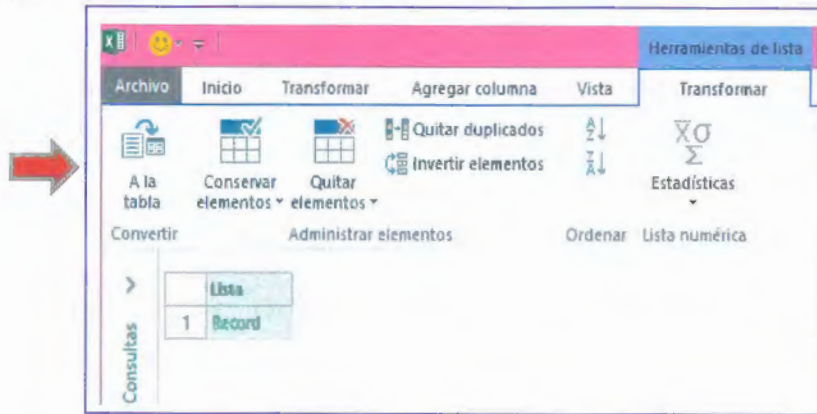 Herramientas de lista
Archivo Inicio Transformar Agregar columna Vista Transformar
A la tabla
Conservar elementos
Quitar elementos
Quitar duplicados
Invertir elementos
A Z
Z A
X σ Σ
Estadísticas
Convertir Administrar elementos Ordenar Lista numérica
Consultas
Lista
1 Record